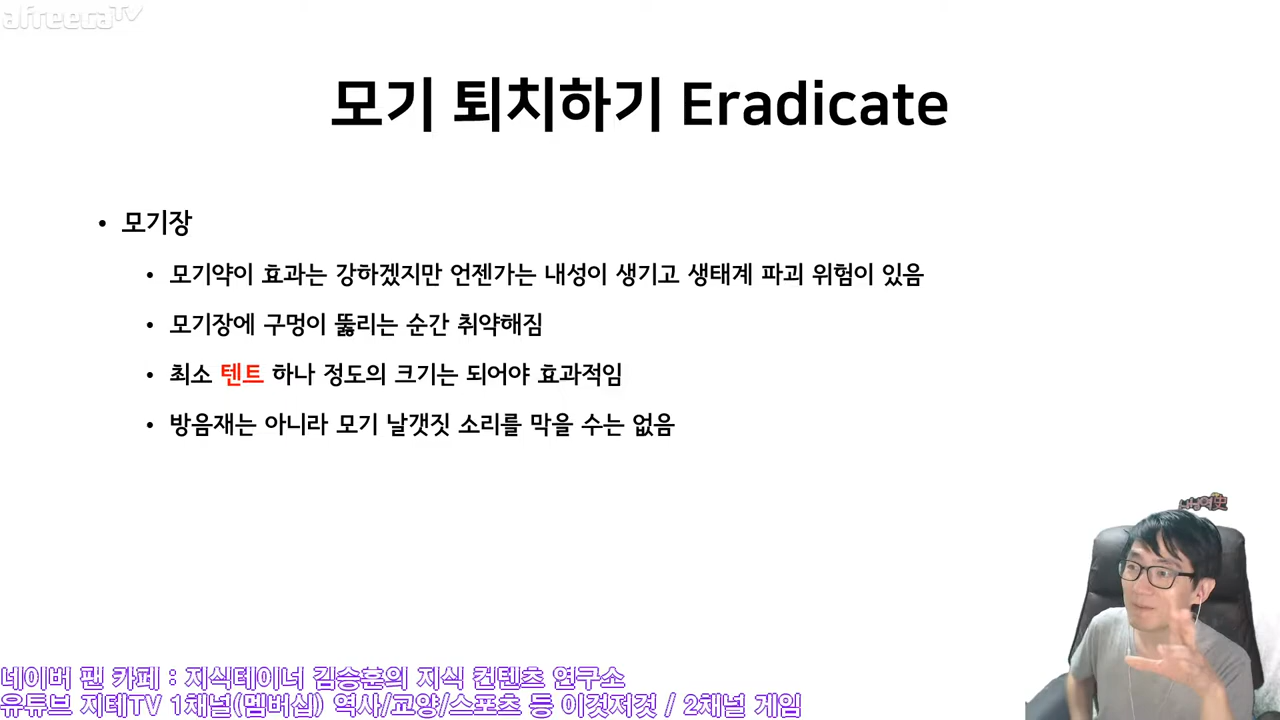 afreecaTV
모기 퇴치하기 Eradicate
• 모기장
• 모기약이 효과는 강하겠지만 언젠가는 내성이 생기고 생태계 파괴 위험이 있음
• 모기장에 구멍이 뚫리는 순간 취약해짐
• 최소 텐트 하나 정도의 크기는 되어야 효과적임
• 방음재는 아니라 모기 날갯짓 소리를 막을 수는 없음
네이버 팬 카페 : 지식테이너 김승훈의 지식 컨텐츠 연구소
유튜브 지테TV 1채널(멤버십) 역사/교양/스포츠 등 이것저것 / 2채널 게임